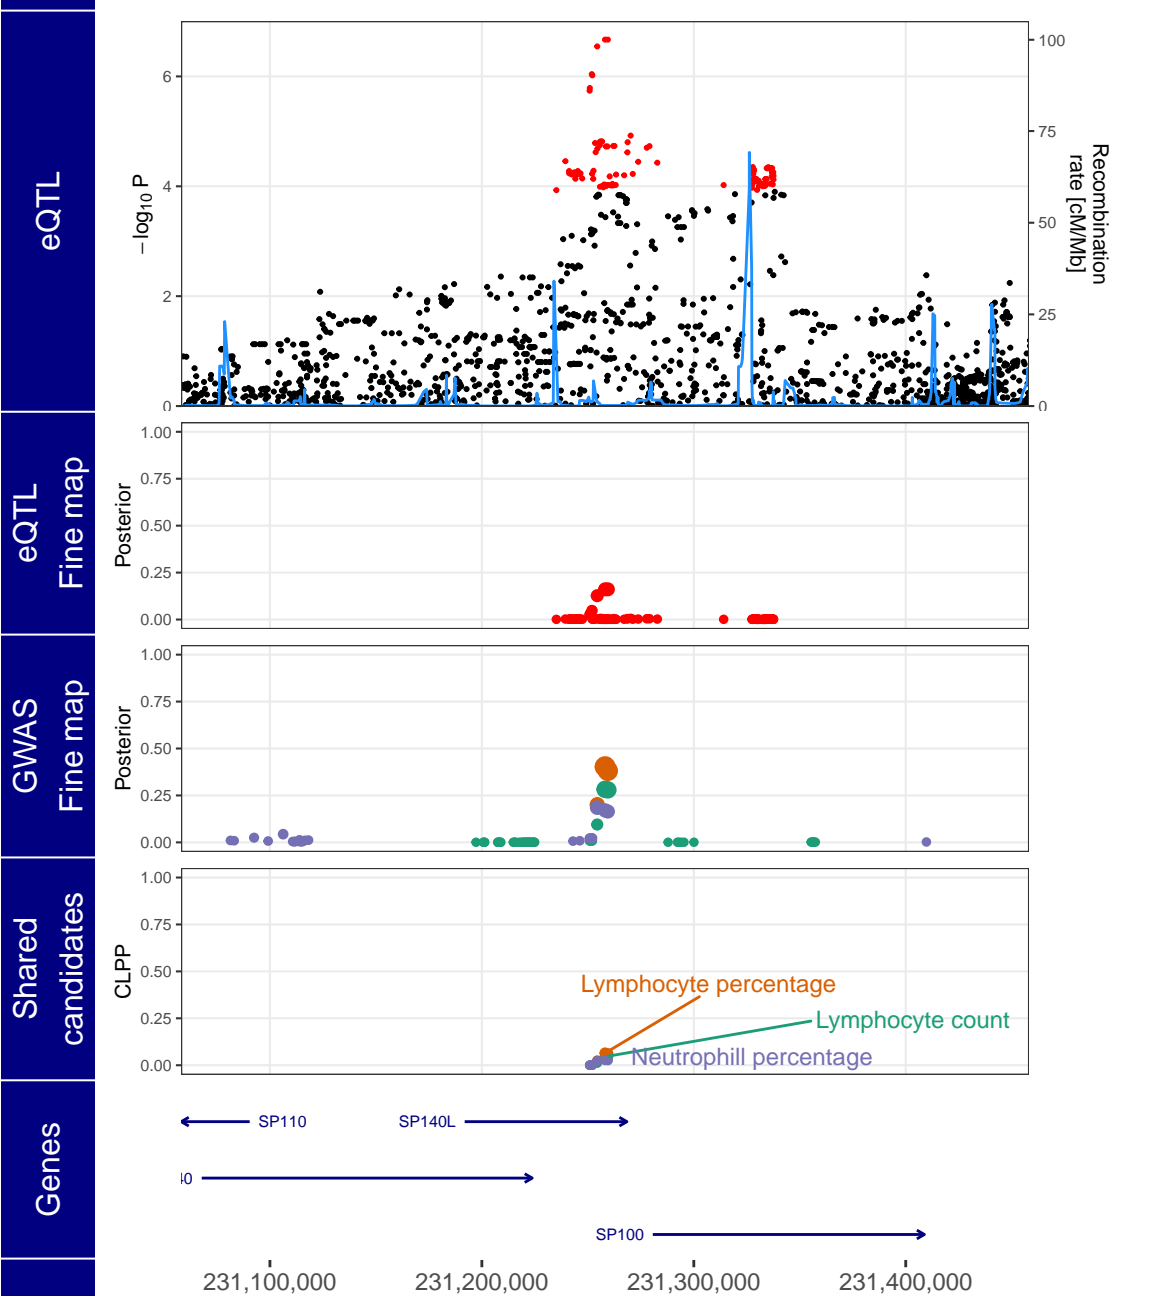 eQTL
−log10 P
6
4
2
0
100
75
50
25
0
Recombination
rate [cM/Mb]
eQTL
Fine map
Posterior
1.00
0.75
0.50
0.25
0.00
GWAS
Fine map
Posterior
1.00
0.75
0.50
0.25
0.00
Shared
candidates
CLPP
1.00
0.75
0.50
0.25
0.00
Lymphocyte percentage
Lymphocyte count
Neutrophill percentage
Genes
SP110
SP140L
40
SP100
231,100,000
231,200,000
231,300,000
231,400,000